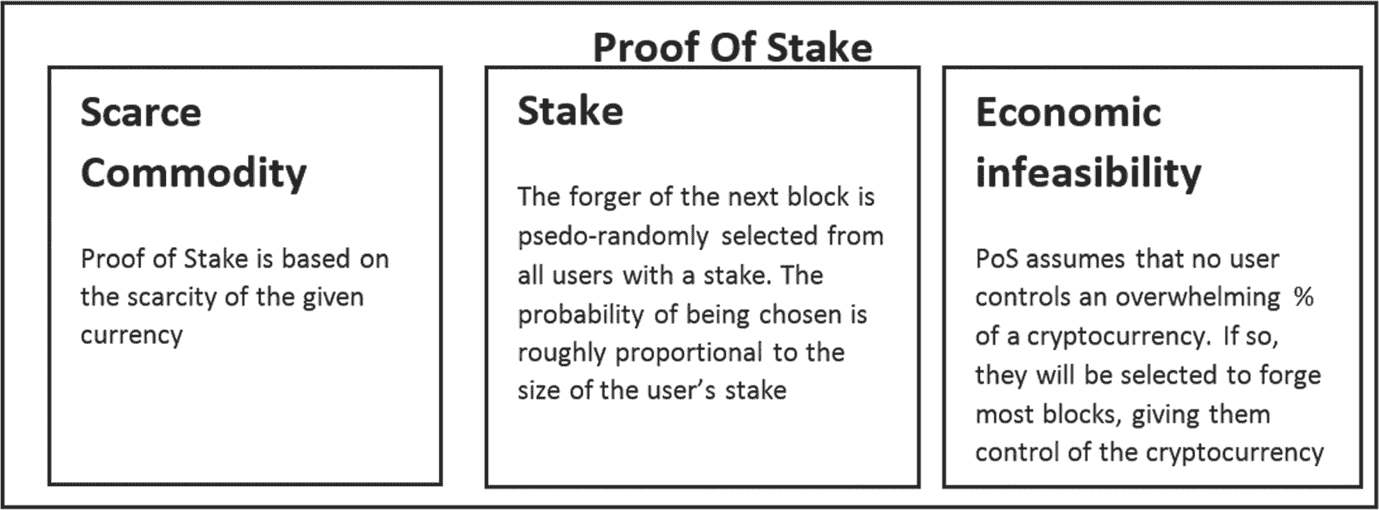 Proof Of Stake
Scarce
Commodity
Proof of Stake is based on
the scarcity of the given
currency
Stake
The forger of the next block is
psedo-randomly selected from
all users with a stake. The
probability of being chosen is
roughly proportional to the
size of the user's stake
Economic
infeasibility
PoS assumes that no user
controls an overwhelming %
of a cryptocurrency. If so,
they will be selected to forge
most blocks, giving them
control of the cryptocurrency